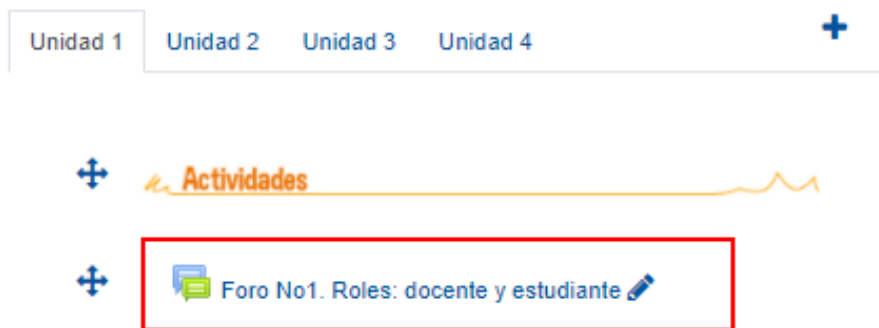 Unidad 1 Unidad 2 Unidad 3 Unidad 4
Actividades
Foro No1. Roles: docente y estudiante